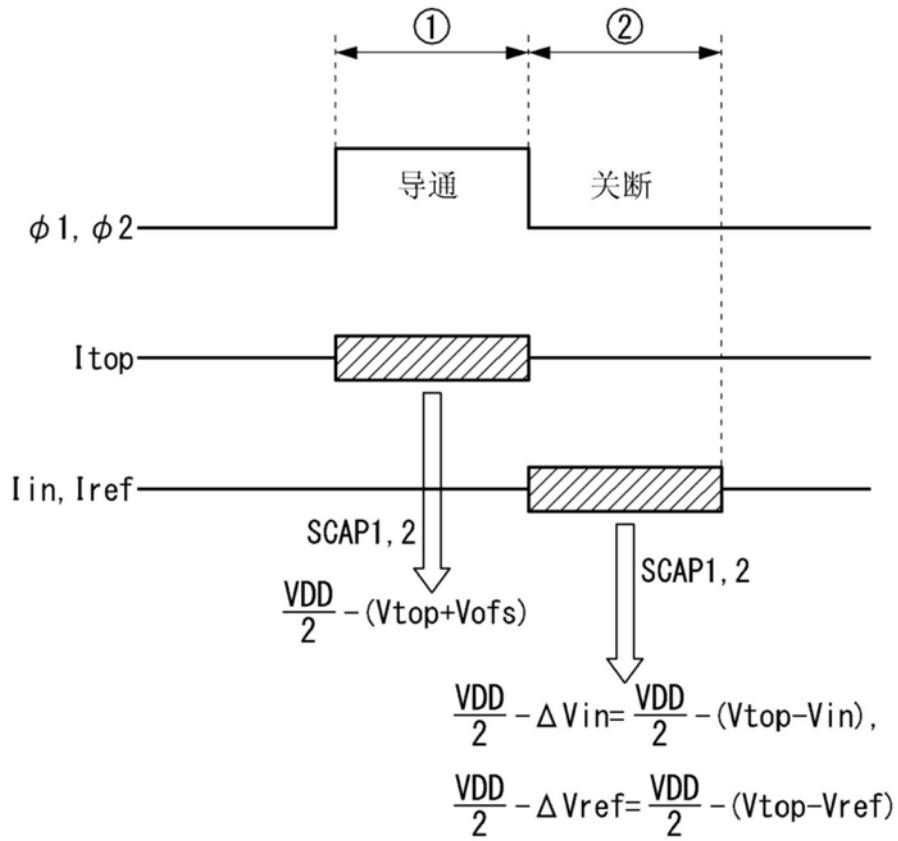 ① ②
导通 关断
φ1, φ2
Itop
Iin, Iref
SCAP1, 2
SCAP1, 2
VDD/2 - (Vtop+Vofs)
VDD/2 - ΔVin = VDD/2 - (Vtop-Vin),
VDD/2 - ΔVref = VDD/2 - (Vtop-Vref)